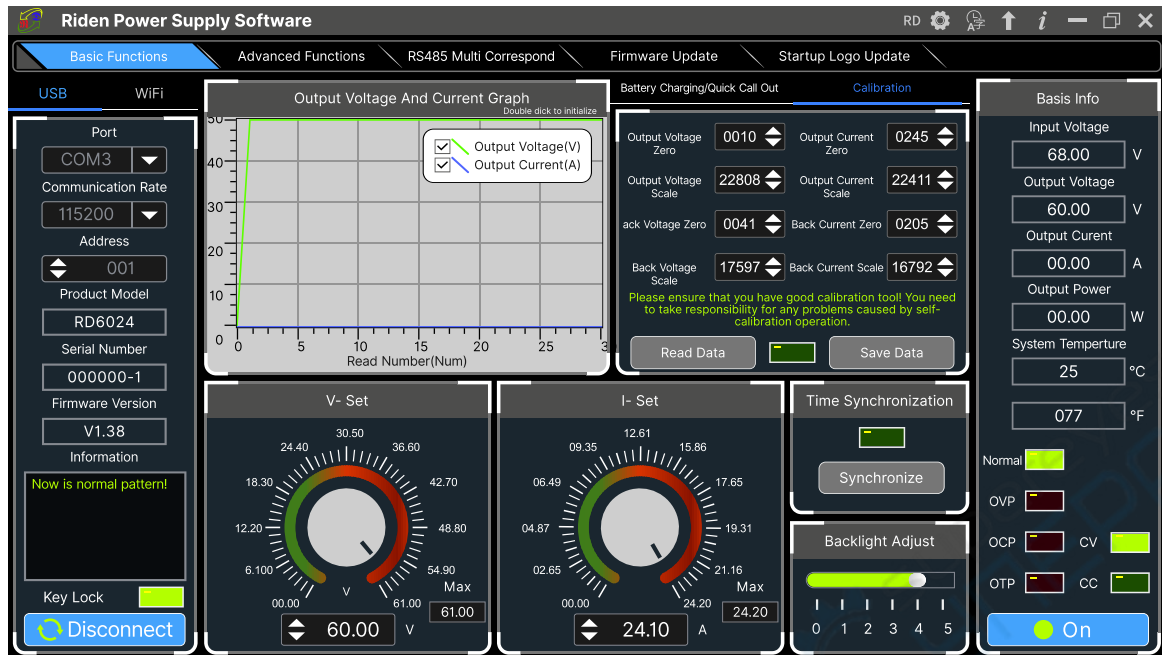 Riden Power Supply Software
RD
Basic Functions
Advanced Functions
RS485 Multi Correspond
Firmware Update
Startup Logo Update
USB
WiFi
Port
COM3
Communication Rate
115200
Address
001
Product Model
RD6024
Serial Number
000000-1
Firmware Version
V1.38
Information
Now is normal pattern!
Key Lock
Disconnect
Output Voltage And Current Graph
Double dick to initialize
50
40
30
20
10
0
Output Voltage(V)
Output Current(A)
0 5 10 15 20 25 3
Read Number(Num)
Battery Charging/Quick Call Out
Calibration
Output Voltage
Zero
0010
Output Current
Zero
0245
Output Voltage
Scale
22808
Output Current
Scale
22411
ack Voltage Zero
0041
Back Current Zero
0205
Back Voltage
Scale
17597
Back Current Scale
16792
Please ensure that you have good calibration tool! You need
to take responsibility for any problems caused by self-
calibration operation.
Read Data
Save Data
V- Set
30.50
24.40
36.60
18.30
42.70
12.20
48.80
6.100
54.90
00.00
V
61.00
Max
61.00
60.00
V
I- Set
12.61
09.35
15.86
06.49
17.65
04.87
19.31
02.65
21.16
00.00
24.20
Max
24.20
24.10
A
Time Synchronization
Synchronize
Backlight Adjust
0 1 2 3 4 5
Basis Info
Input Voltage
68.00 V
Output Voltage
60.00 V
Output Curent
00.00 A
Output Power
00.00 W
System Temperture
25 °C
077 °F
Normal
OVP
OCP
CV
OTP
CC
On